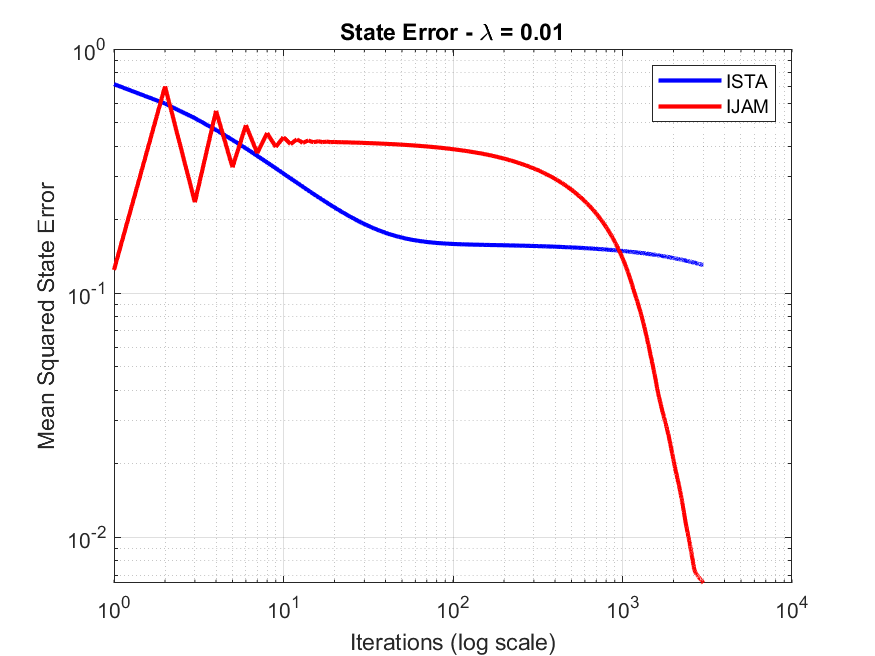 State Error - λ = 0.01
ISTA
IJAM
Mean Squared State Error
10^0
10^-1
10^-2
10^0 10^1 10^2 10^3 10^4
Iterations (log scale)